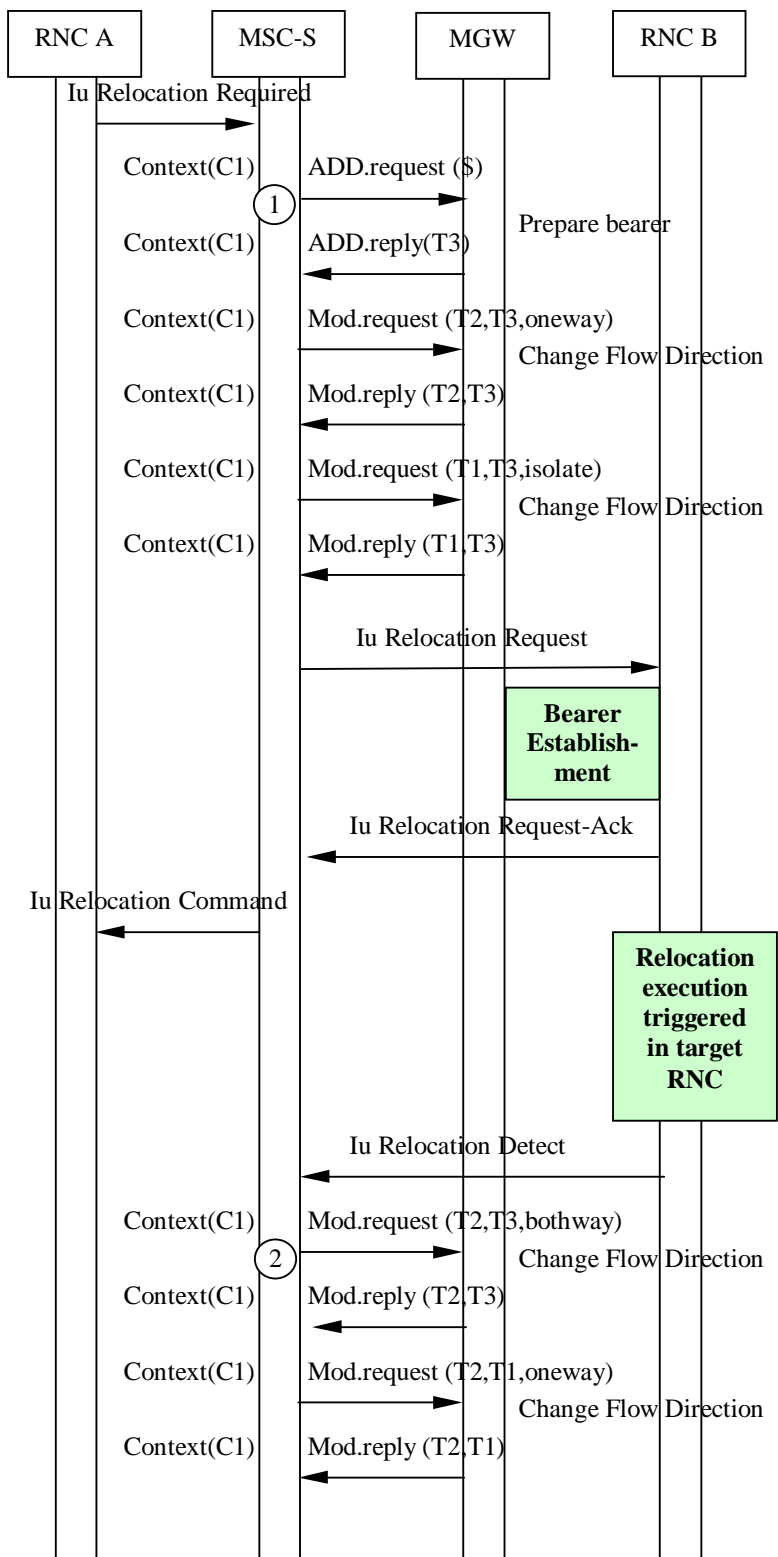 RNC A MSC-S MGW RNC B
Iu Relocation Required
Context(C1) ADD.request ($)
1
Prepare bearer
Context(C1) ADD.reply(T3)
Context(C1) Mod.request (T2,T3,oneway)
Change Flow Direction
Context(C1) Mod.reply (T2,T3)
Context(C1) Mod.request (T1,T3,isolate)
Change Flow Direction
Context(C1) Mod.reply (T1,T3)
Iu Relocation Request
Bearer
Establish-
ment
Iu Relocation Request-Ack
Iu Relocation Command
Relocation
execution
triggered
in target
RNC
Iu Relocation Detect
Context(C1) Mod.request (T2,T3,bothway)
2
Change Flow Direction
Context(C1) Mod.reply (T2,T3)
Context(C1) Mod.request (T2,T1,oneway)
Change Flow Direction
Context(C1) Mod.reply (T2,T1)